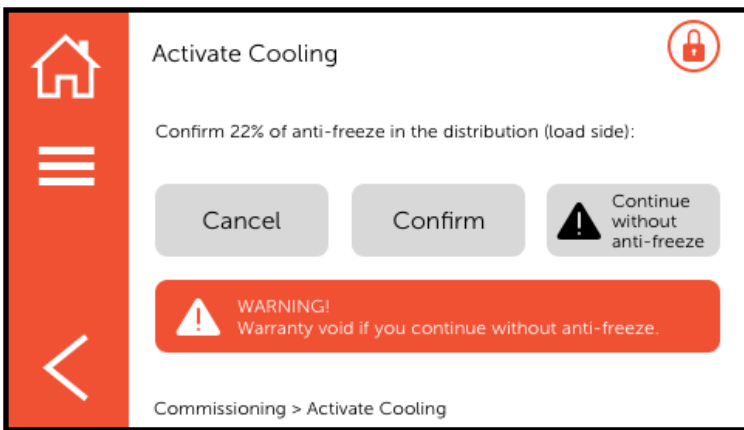 Activate Cooling
Confirm 22% of anti-freeze in the distribution (load side):
Cancel
Confirm
Continue
without
anti-freeze
WARNING!
Warranty void if you continue without anti-freeze.
Commissioning > Activate Cooling